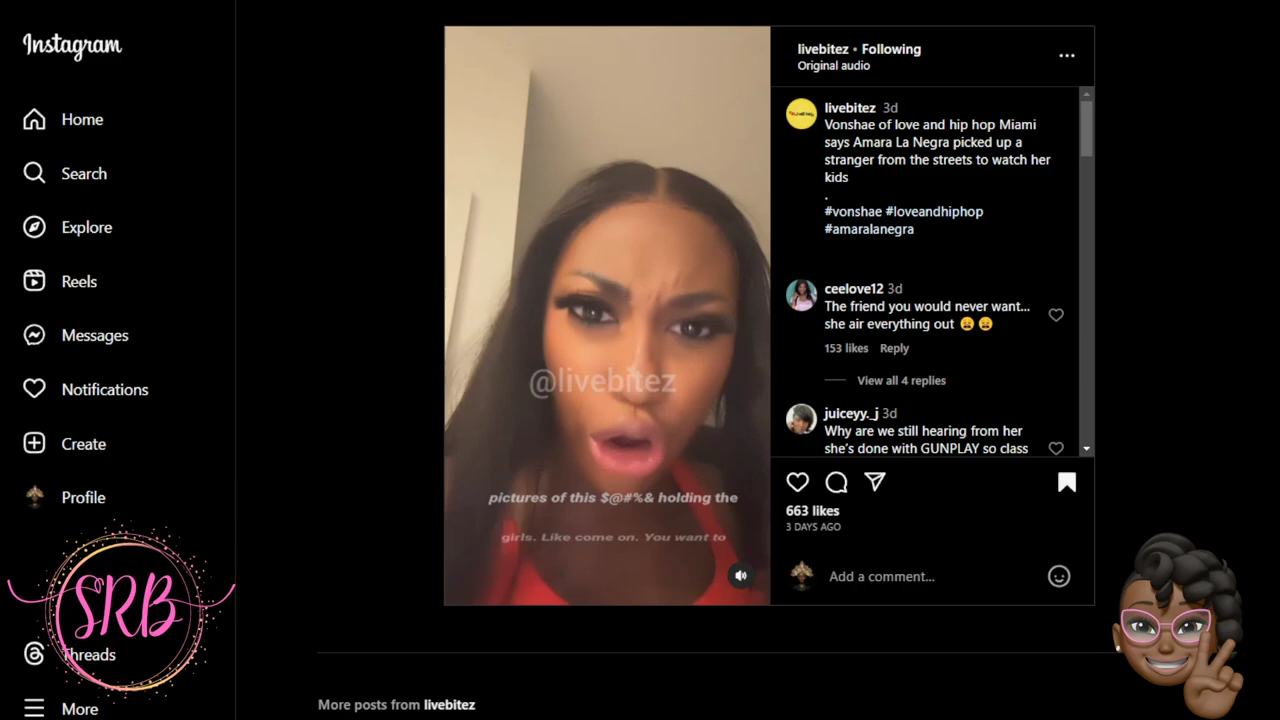 Instagram
Home
Search
Explore
Reels
Messages
Notifications
Create
Profile
SRB
Threads
More
@livebitez
pictures of this $@#%& holding the
girls. Like come on. You want to
livebitez • Following
Original audio
livebitez 3d
Vonshae of love and hip hop Miami
says Amara La Negra picked up a
stranger from the streets to watch her
kids
.
#vonshae #loveandhiphop
#amaralanegra
ceelove12 3d
The friend you would never want...
she air everything out 😩 😩
153 likes Reply
View all 4 replies
juiceyy._j 3d
Why are we still hearing from her
she's done with GUNPLAY so class
663 likes
3 DAYS AGO
Add a comment...
More posts from livebitez